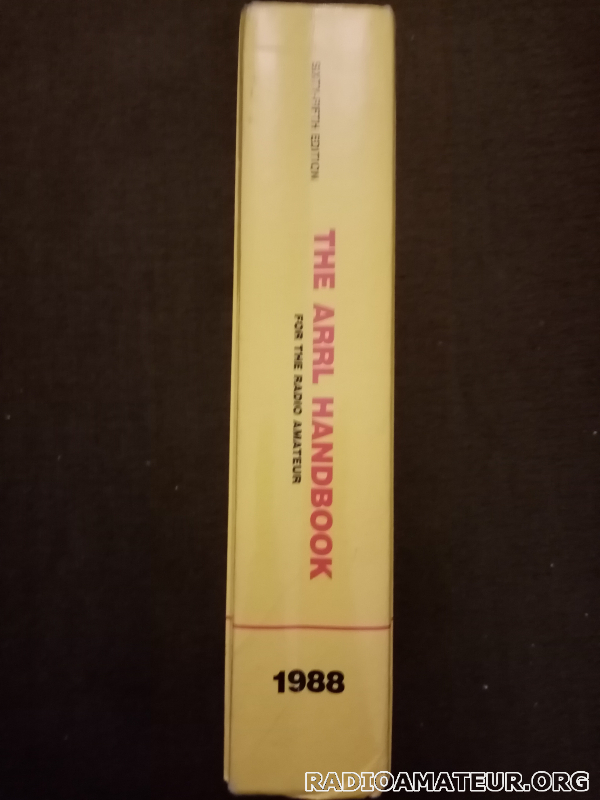 SIXTY-FIFTH EDITION
THE ARRL HANDBOOK
FOR THE RADIO AMATEUR
1988
RADIOAMATEUR.ORG